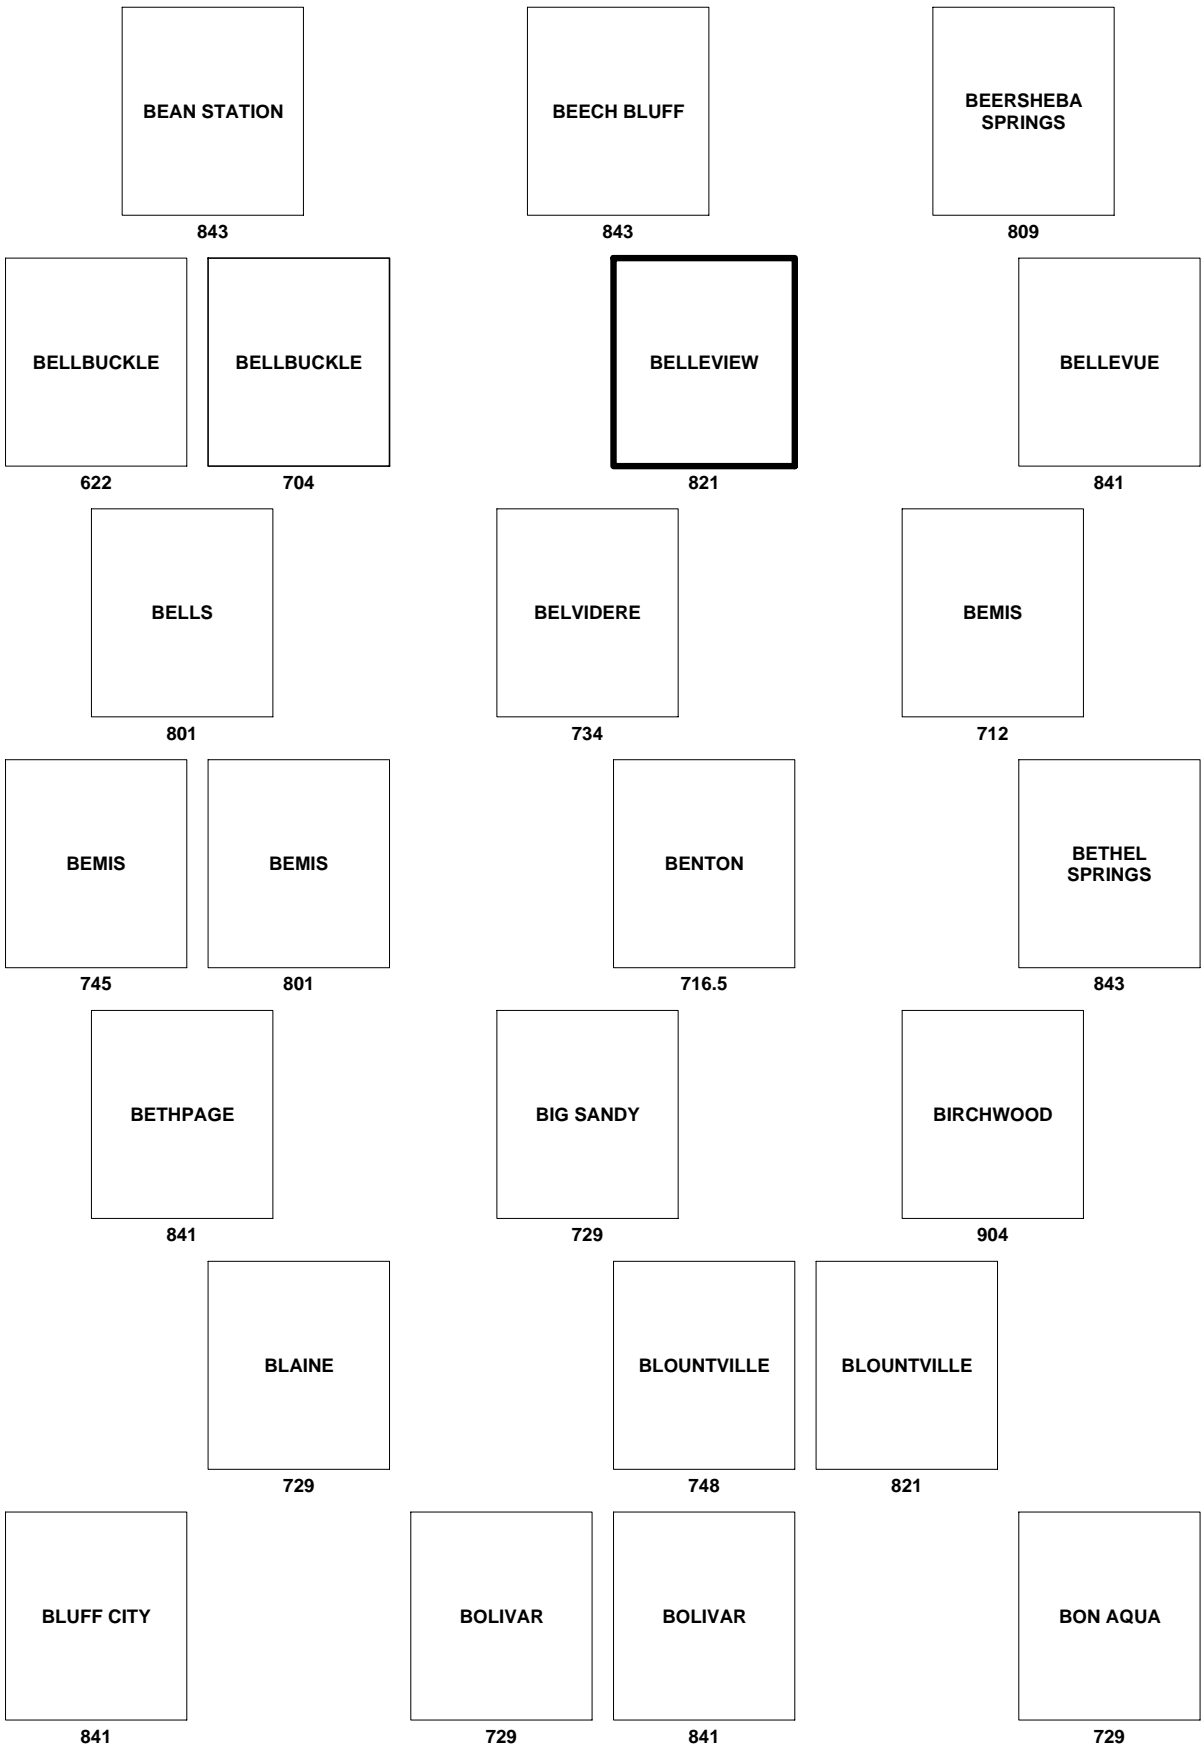 BEAN STATION
843
BEECH BLUFF
843
BEERSHEBA
SPRINGS
809
BELLBUCKLE
622
BELLBUCKLE
704
BELLEVIEW
821
BELLEVUE
841
BELLS
801
BELVIDERE
734
BEMIS
712
BEMIS
745
BEMIS
801
BENTON
716.5
BETHEL
SPRINGS
843
BETHPAGE
841
BIG SANDY
729
BIRCHWOOD
904
BLAINE
729
BLOUNTVILLE
748
BLOUNTVILLE
821
BLUFF CITY
841
BOLIVAR
729
BOLIVAR
841
BON AQUA
729